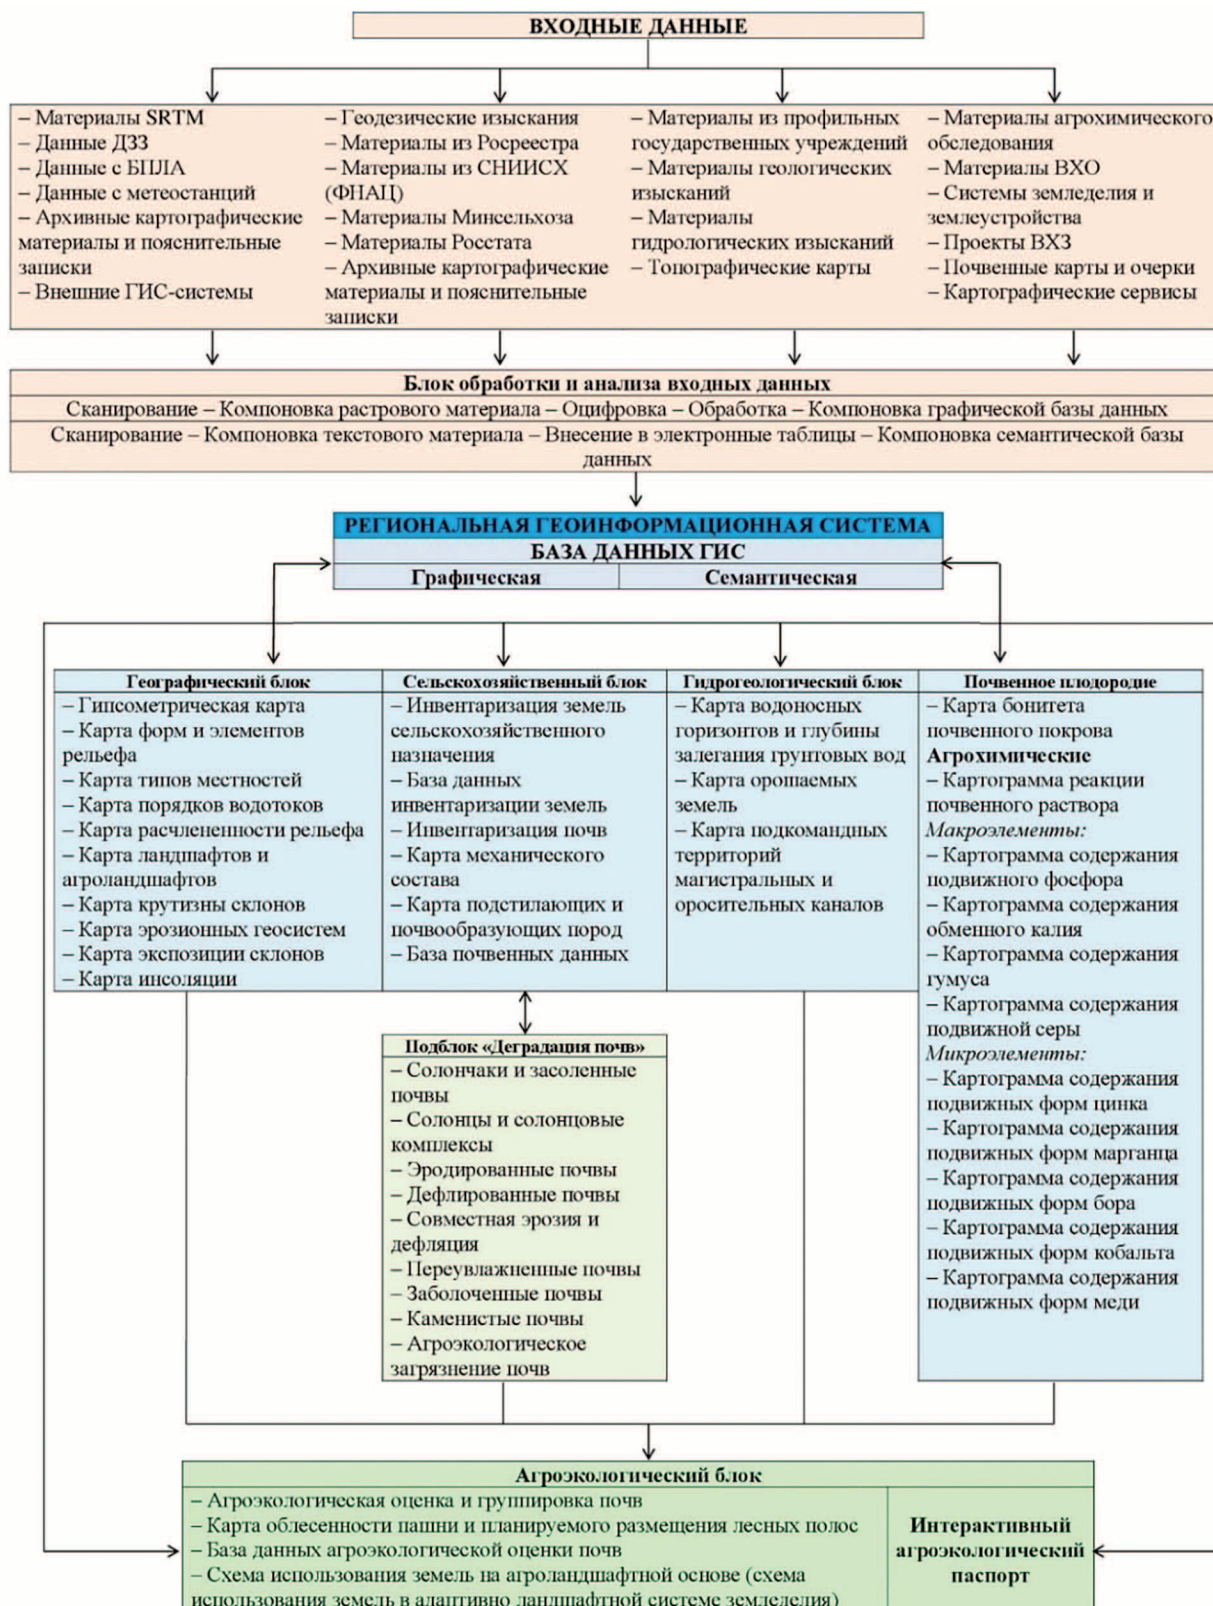 ВХОДНЫЕ ДАННЫЕ
– Материалы SRTM
– Данные ДЗЗ
– Данные с БПЛА
– Данные с метеостанций
– Архивные картографические
материалы и пояснительные
записки
– Внешние ГИС-системы
– Геодезические изыскания
– Материалы из Росреестра
– Материалы из СНИИСХ
(ФНАЦ)
– Материалы Минсельхоза
– Материалы Росстата
– Архивные картографические
материалы и пояснительные
записки
– Материалы из профильных
государственных учреждений
– Материалы геологических
изысканий
– Материалы
гидрологических изысканий
– Топографические карты
– Материалы агрохимического
обследования
– Материалы ВХО
– Системы земледелия и
землеустройства
– Проекты ВХЗ
– Почвенные карты и очерки
– Картографические сервисы
Блок обработки и анализа входных данных
Сканирование – Компоновка растрового материала – Оцифровка – Обработка – Компоновка графической базы данных
Сканирование – Компоновка текстового материала – Внесение в электронные таблицы – Компоновка семантической базы
данных
РЕГИОНАЛЬНАЯ ГЕОИНФОРМАЦИОННАЯ СИСТЕМА
БАЗА ДАННЫХ ГИС
Графическая
Семантическая
Географический блок
– Гипсометрическая карта
– Карта форм и элементов
рельефа
– Карта типов местностей
– Карта порядков водотоков
– Карта расчлененности рельефа
– Карта ландшафтов и
агроландшафтов
– Карта крутизны склонов
– Карта эрозионных геосистем
– Карта экспозиции склонов
– Карта инсоляции
Сельскохозяйственный блок
– Инвентаризация земель
сельскохозяйственного
назначения
– База данных
инвентаризации земель
– Инвентаризация почв
– Карта механического
состава
– Карта подстилающих и
почвообразующих пород
– База почвенных данных
Гидрогеологический блок
– Карта водоносных
горизонтов и глубины
залегания грунтовых вод
– Карта орошаемых
земель
– Карта подкомандных
территорий
магистральных и
оросительных каналов
Почвенное плодородие
– Карта бонитета
почвенного покрова
Агрохимические
– Картограмма реакции
почвенного раствора
Макроэлементы:
– Картограмма содержания
подвижного фосфора
– Картограмма содержания
обменного калия
– Картограмма содержания
гумуса
– Картограмма содержания
подвижной серы
Микроэлементы:
– Картограмма содержания
подвижных форм цинка
– Картограмма содержания
подвижных форм марганца
– Картограмма содержания
подвижных форм бора
– Картограмма содержания
подвижных форм кобальта
– Картограмма содержания
подвижных форм меди
Подблок «Деградация почв»
– Солончаки и засоленные
почвы
– Солонцы и солонцовые
комплексы
– Эродированные почвы
– Дефлированные почвы
– Совместная эрозия и
дефляция
– Переувлажненные почвы
– Заболоченные почвы
– Каменистые почвы
– Агроэкологическое
загрязнение почв
Агроэкологический блок
– Агроэкологическая оценка и группировка почв
– Карта облесенности пашни и планируемого размещения лесных полос
– База данных агроэкологической оценки почв
– Схема использования земель на агроландшафтной основе (схема
использования земель в адаптивно ландшафтной системе земледелия)
Интерактивный
агроэкологический
паспорт